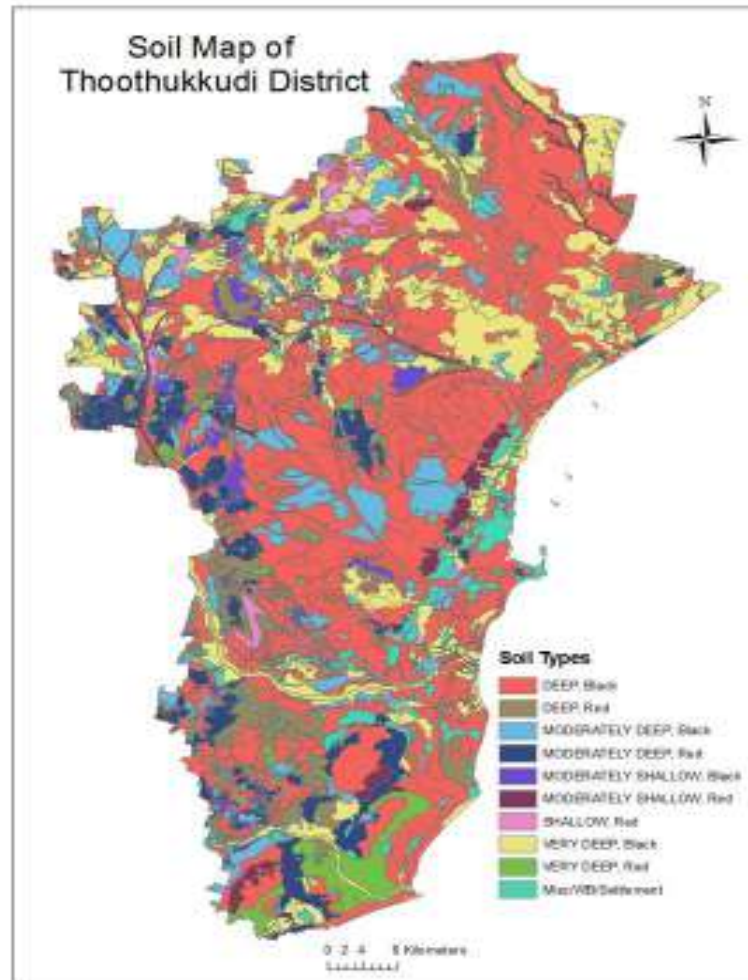 Soil Map of
Thoothukkudi District
N
Soil Types
DEEP, Black
DEEP, Red
MODERATELY DEEP, Black
MODERATELY DEEP, Red
MODERATELY SHALLOW, Black
MODERATELY SHALLOW, Red
SHALLOW, Red
VERY DEEP, Black
VERY DEEP, Red
Misc/WB/Settlement
0 2 4 8 Kilometers